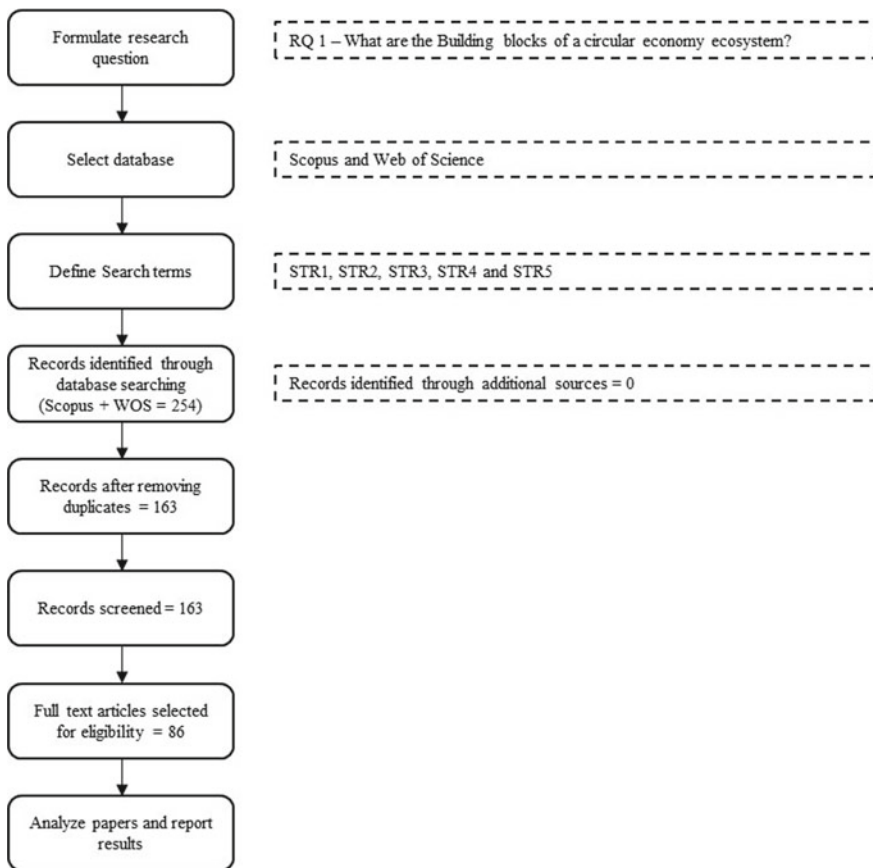 Formulate research
question
RQ 1 – What are the Building blocks of a circular economy ecosystem?
Select database
Scopus and Web of Science
Define Search terms
STR1, STR2, STR3, STR4 and STR5
Records identified through
database searching
(Scopus + WOS = 254)
Records identified through additional sources = 0
Records after removing
duplicates = 163
Records screened = 163
Full text articles selected
for eligibility = 86
Analyze papers and report
results